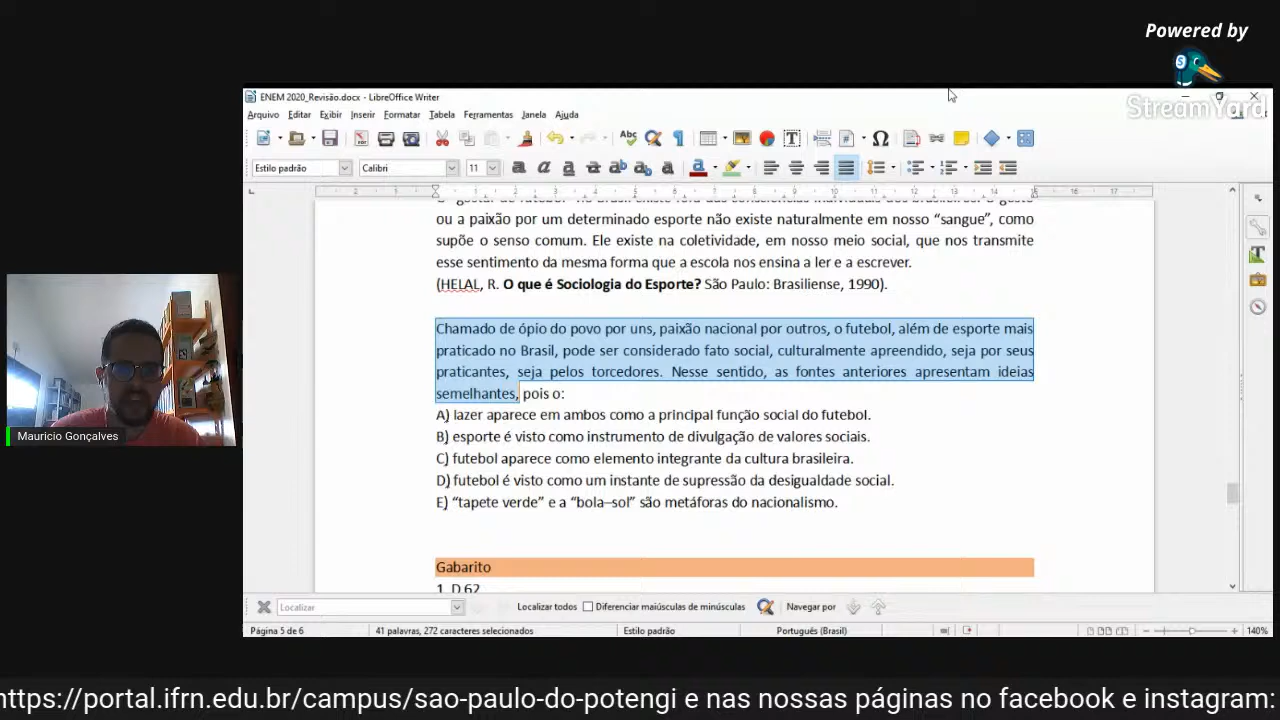 Powered by
StreamYard
ENEM 2020_Revisão.docx - LibreOffice Writer
Arquivo Editar Exibir Inserir Formatar Estilos Tabela Ferramentas Janela Ajuda
Estilo padrão Calibri 11
ou a paixão por um determinado esporte não existe naturalmente em nosso “sangue”, como
supõe o senso comum. Ele existe na coletividade, em nosso meio social, que nos transmite
esse sentimento da mesma forma que a escola nos ensina a ler e a escrever.
(HELAL, R. O que é Sociologia do Esporte? São Paulo: Brasiliense, 1990).
Chamado de ópio do povo por uns, paixão nacional por outros, o futebol, além de esporte mais
praticado no Brasil, pode ser considerado fato social, culturalmente apreendido, seja por seus
praticantes, seja pelos torcedores. Nesse sentido, as fontes anteriores apresentam ideias
semelhantes, pois o:
A) lazer aparece em ambos como a principal função social do futebol.
B) esporte é visto como instrumento de divulgação de valores sociais.
C) futebol aparece como elemento integrante da cultura brasileira.
D) futebol é visto como um instante de supressão da desigualdade social.
E) “tapete verde” e a “bola–sol” são metáforas do nacionalismo.
Gabarito
1. D 62
Mauricio Gonçalves
Localizar Localizar todos Diferenciar maiúsculas de minúsculas Navegar por
Página 5 de 6 41 palavras, 272 caracteres selecionados Estilo padrão Português (Brasil) 140%
https://portal.ifrn.edu.br/campus/sao-paulo-do-potengi e nas nossas páginas no facebook e instagram: